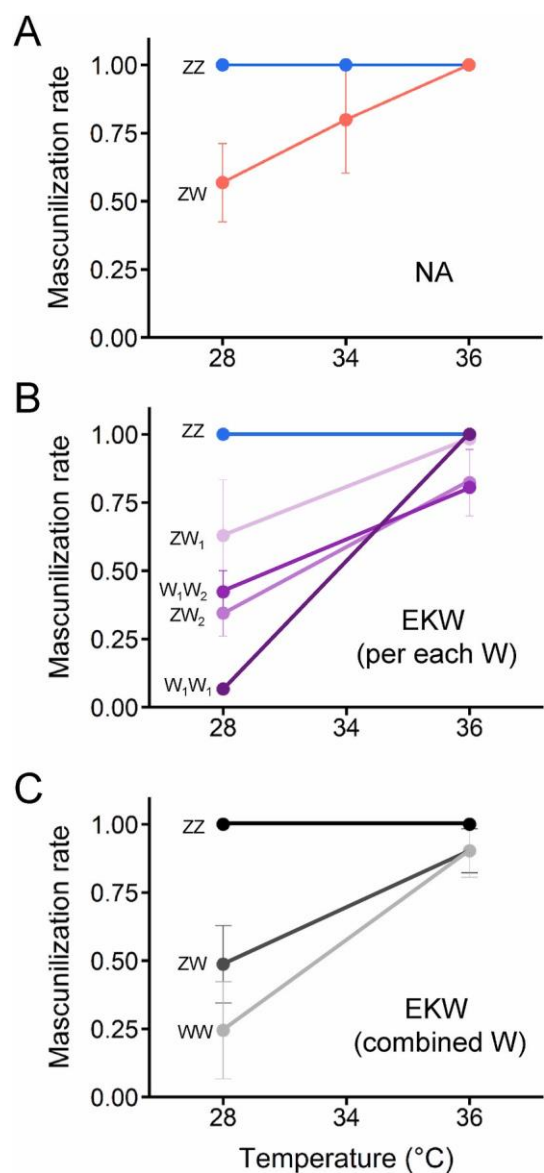 A
Mascunilization rate
1.00
0.75
0.50
0.25
0.00
ZZ
ZW
NA
28 34 36
B
Mascunilization rate
1.00
0.75
0.50
0.25
0.00
ZZ
ZW₁
W₁W₂
ZW₂
W₁W₁
EKW
(per each W)
28 34 36
C
Mascunilization rate
1.00
0.75
0.50
0.25
0.00
ZZ
ZW
WW
EKW
(combined W)
28 34 36
Temperature (°C)